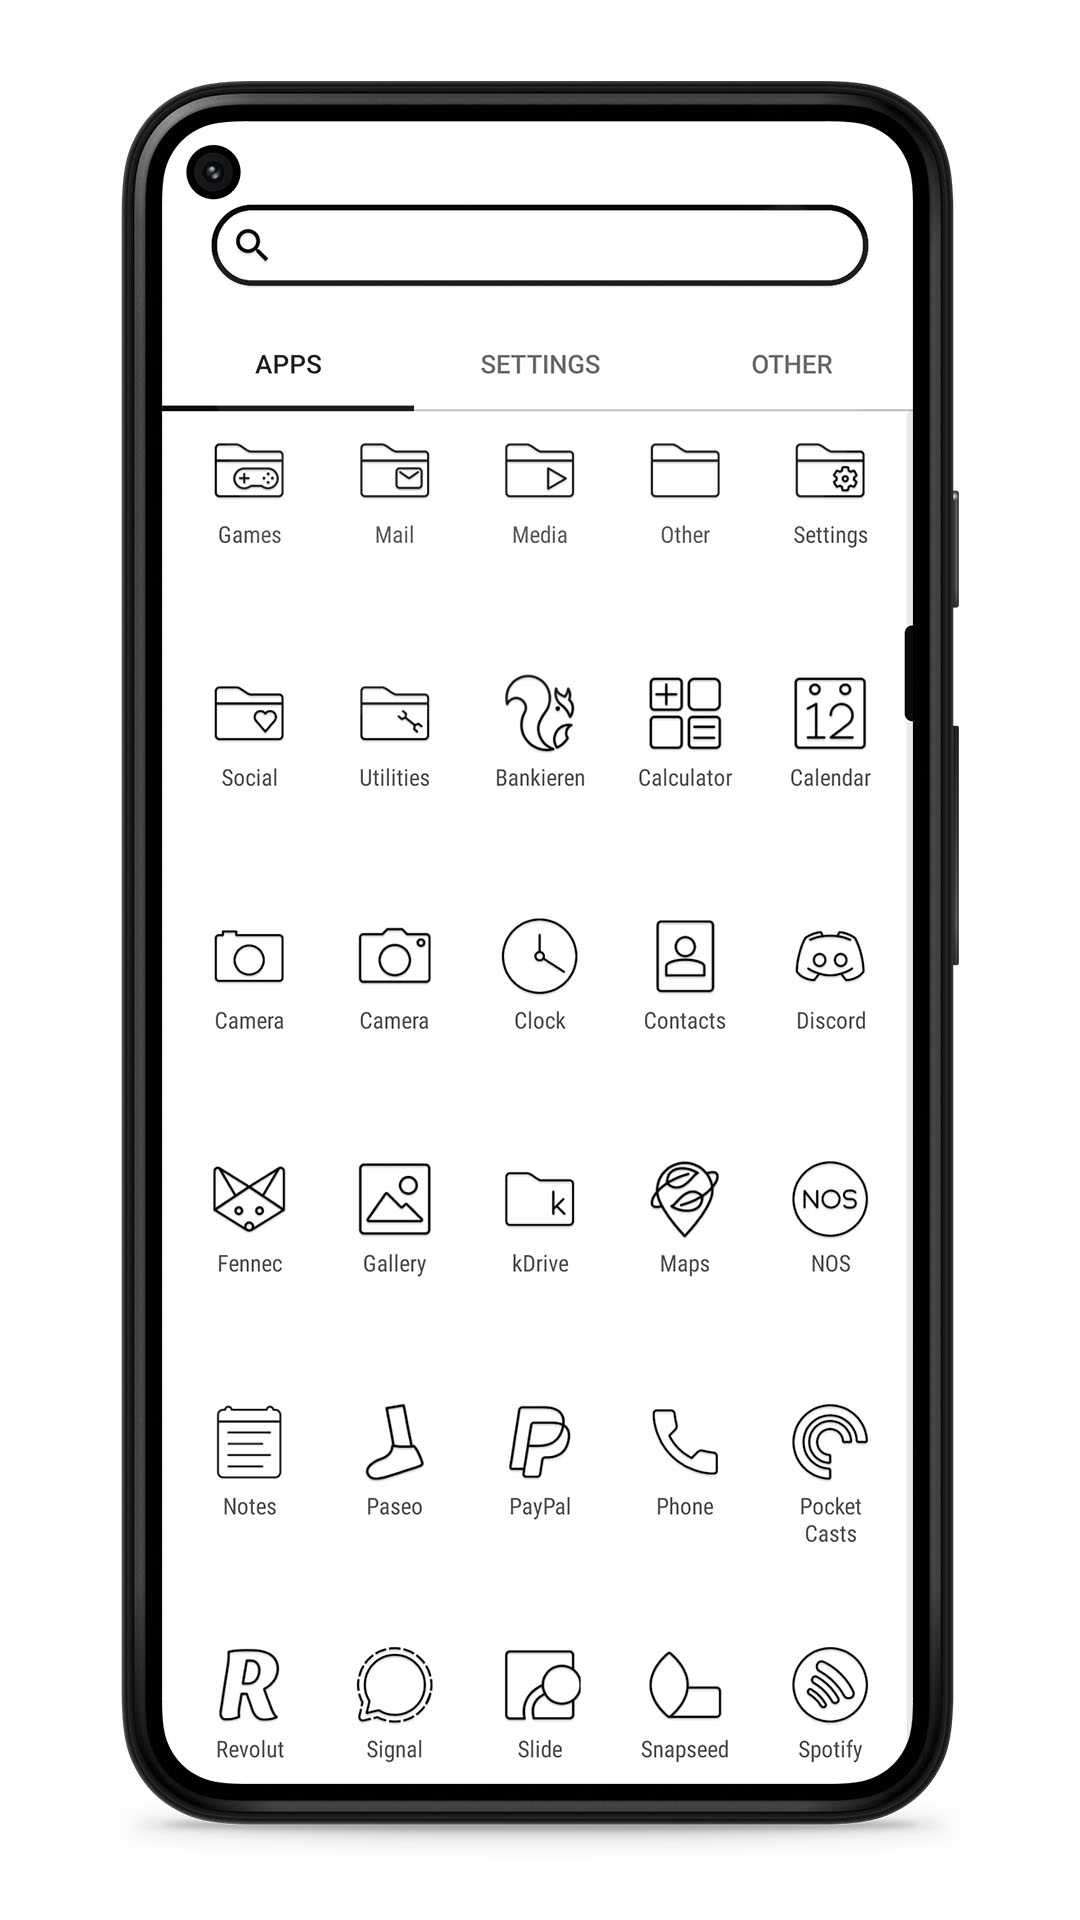 APPS SETTINGS OTHER
Games Mail Media Other Settings
Social Utilities Bankieren Calculator Calendar
12
Camera Camera Clock Contacts Discord
k
NOS
Fennec Gallery kDrive Maps NOS
Notes Paseo PayPal Phone Pocket
Casts
R
Revolut Signal Slide Snapseed Spotify